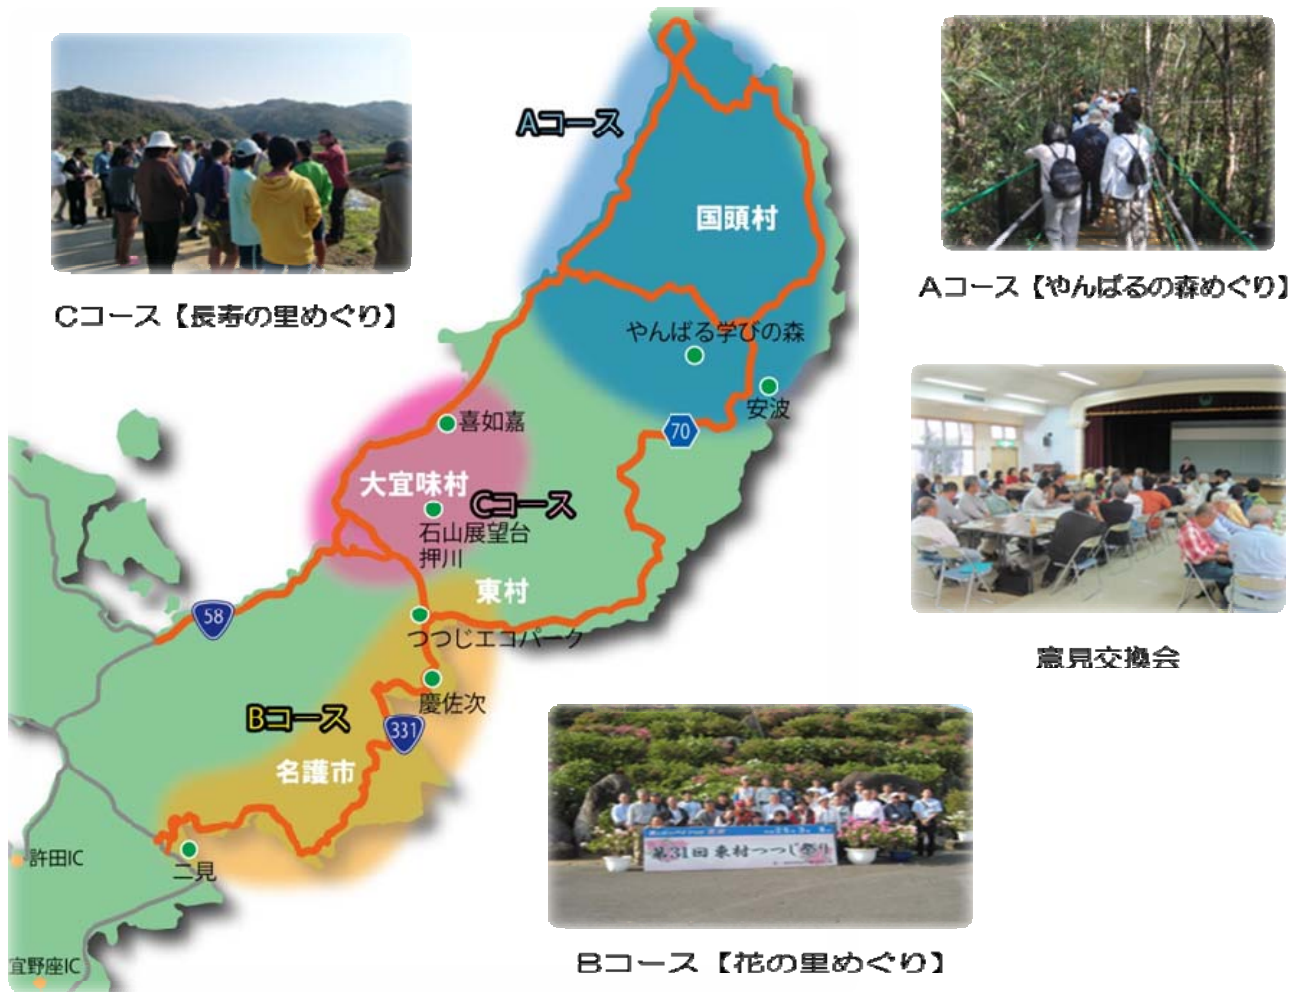 Aコース
国頭村
やんばる学びの森
安波
70
喜如嘉
大宜味村
Cコース
石山展望台
押川
東村
58
つつじエコパーク
慶佐次
Bコース
331
名護市
二見
許田IC
宜野座IC
Cコース【長寿の里めぐり】
Aコース【やんばるの森めぐり】
意見交換会
第31回 東村つつじ祭り
Bコース【花の里めぐり】